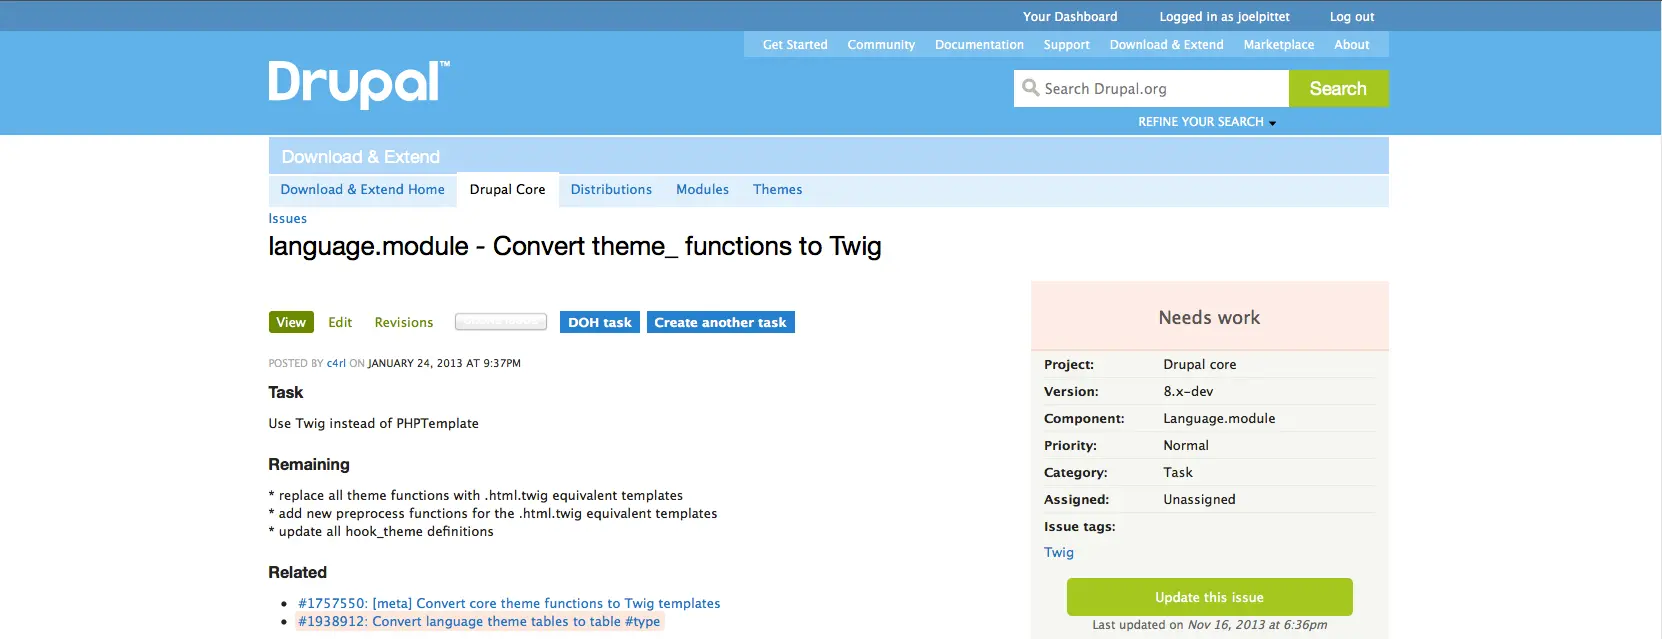 Your Dashboard Logged in as joelpittet Log out
Get Started Community Documentation Support Download & Extend Marketplace About
Drupal™
Search Drupal.org Search
REFINE YOUR SEARCH
Download & Extend
Download & Extend Home Drupal Core Distributions Modules Themes
Issues
language.module - Convert theme_ functions to Twig
View Edit Revisions DOH task Create another task
POSTED BY c4rl ON JANUARY 24, 2013 AT 9:37PM
Task
Use Twig instead of PHPTemplate
Remaining
* replace all theme functions with .html.twig equivalent templates
* add new preprocess functions for the .html.twig equivalent templates
* update all hook_theme definitions
Related
• #1757550: [meta] Convert core theme functions to Twig templates
• #1938912: Convert language theme tables to table #type
Needs work
Project: Drupal core
Version: 8.x-dev
Component: Language.module
Priority: Normal
Category: Task
Assigned: Unassigned
Issue tags:
Twig
Update this issue
Last updated on Nov 16, 2013 at 6:36pm